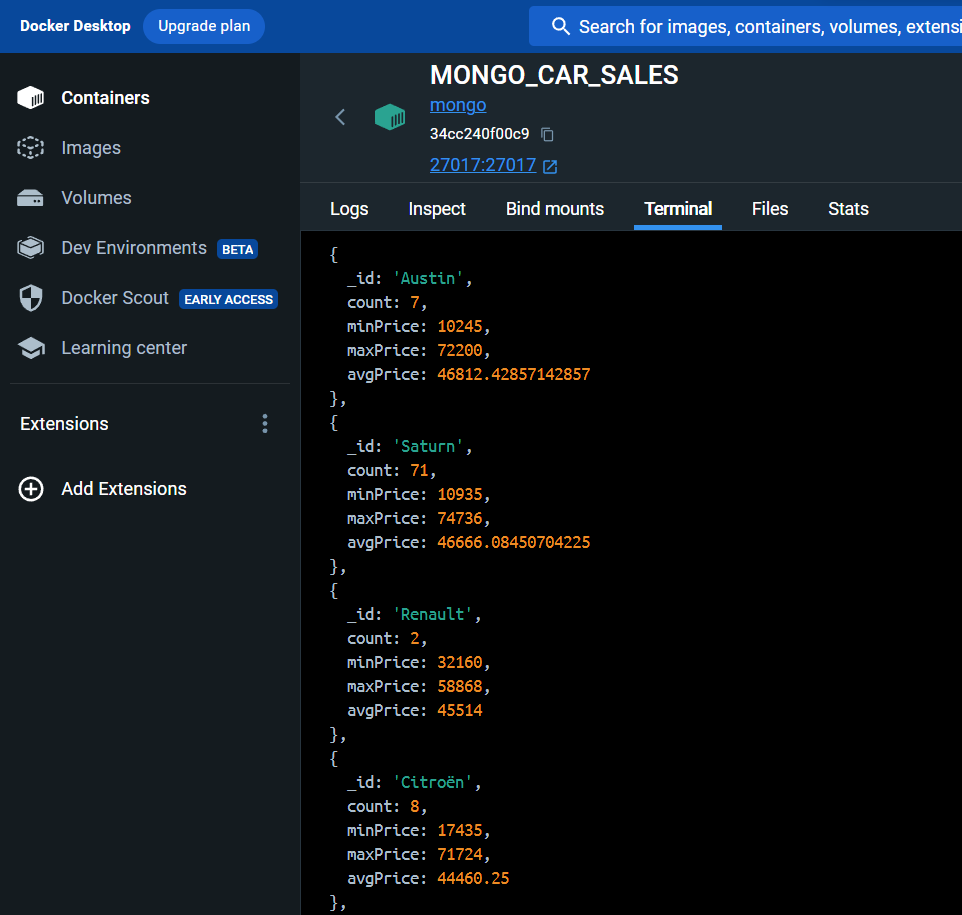 Docker Desktop
Upgrade plan
Search for images, containers, volumes, extensi
Containers
Images
Volumes
Dev Environments BETA
Docker Scout EARLY ACCESS
Learning center
Extensions
Add Extensions
MONGO_CAR_SALES
mongo
34cc240f00c9
27017:27017
Logs Inspect Bind mounts Terminal Files Stats
{
_id: 'Austin',
count: 7,
minPrice: 10245,
maxPrice: 72200,
avgPrice: 46812.42857142857
},
{
_id: 'Saturn',
count: 71,
minPrice: 10935,
maxPrice: 74736,
avgPrice: 46666.08450704225
},
{
_id: 'Renault',
count: 2,
minPrice: 32160,
maxPrice: 58868,
avgPrice: 45514
},
{
_id: 'Citroën',
count: 8,
minPrice: 17435,
maxPrice: 71724,
avgPrice: 44460.25
},